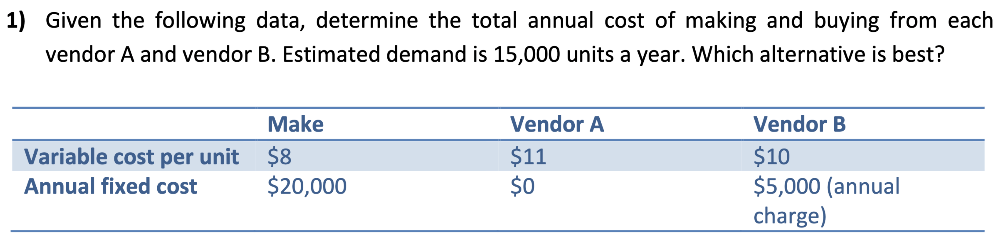 1) Given the following data, determine the total annual cost of making and buying from each
vendor A and vendor B. Estimated demand is 15,000 units a year. Which alternative is best?
Make Vendor A Vendor B
Variable cost per unit $8 $11 $10
Annual fixed cost $20,000 $0 $5,000 (annual
charge)